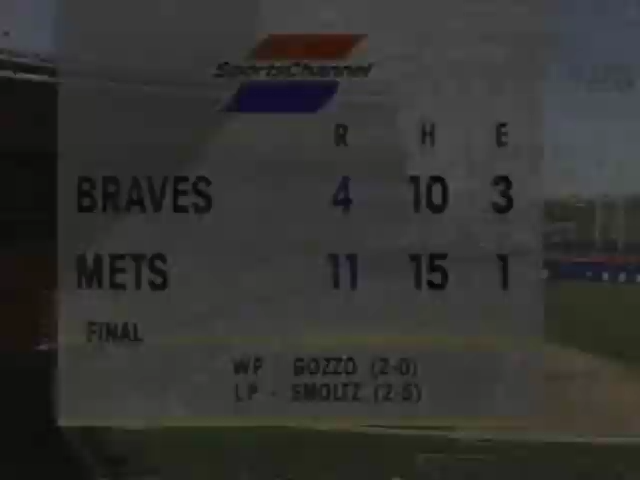 SportsChannel
R H E
BRAVES 4 10 3
METS 11 15 1
FINAL
WP - GOZZO (2-0)
LP - SMOLTZ (2-5)